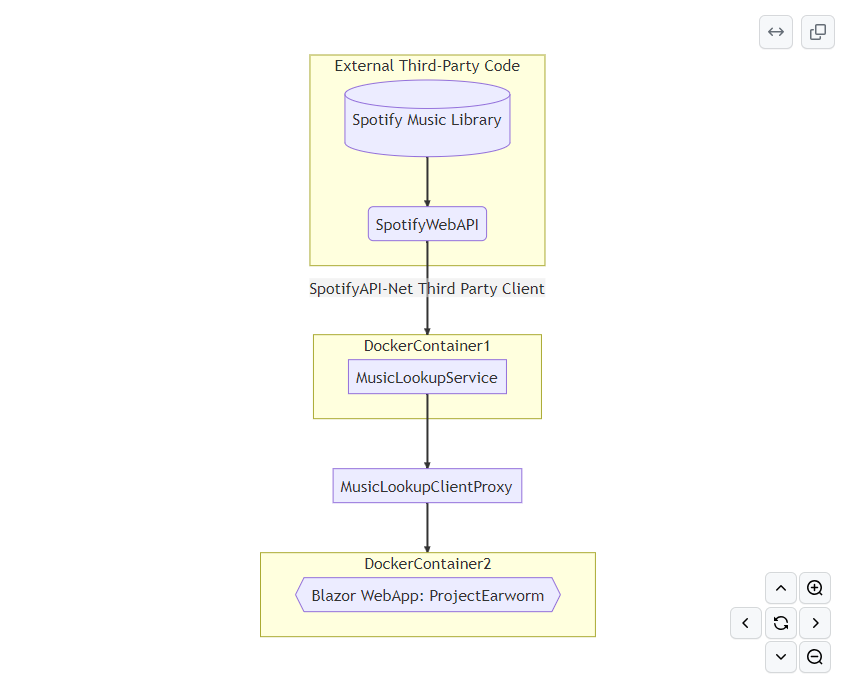 External Third-Party Code
Spotify Music Library
SpotifyWebAPI
SpotifyAPI-Net Third Party Client
DockerContainer1
MusicLookupService
MusicLookupClientProxy
DockerContainer2
Blazor WebApp: ProjectEarworm